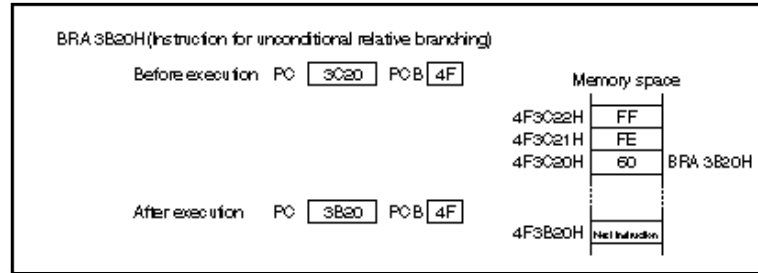 BRA 3B20H (Instruction for unconditional relative branching)
Before execution PC 3C20 PCB 4F
Memory space
4F3C22H FF
4F3C21H FE
4F3C20H 60 BRA 3B20H
After execution PC 3B20 PCB 4F
4F3B20H Next instruction